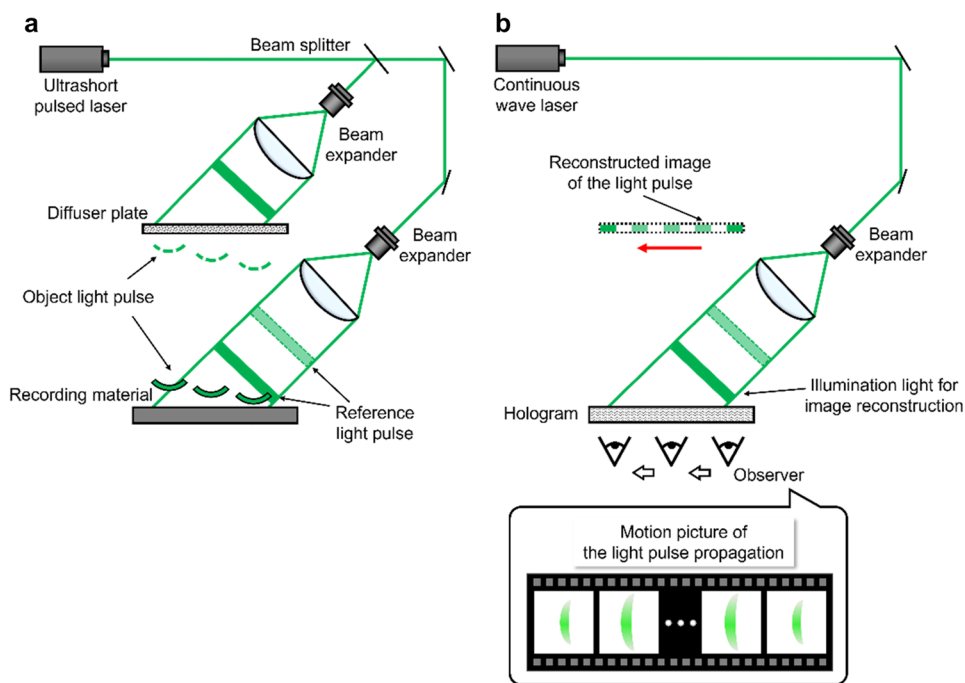 a
Beam splitter
Ultrashort
pulsed laser
Beam
expander
Diffuser plate
Beam
expander
Object light pulse
Recording material
Reference
light pulse
b
Continuous
wave laser
Reconstructed image
of the light pulse
Beam
expander
Illumination light for
image reconstruction
Hologram
Observer
Motion picture of
the light pulse propagation